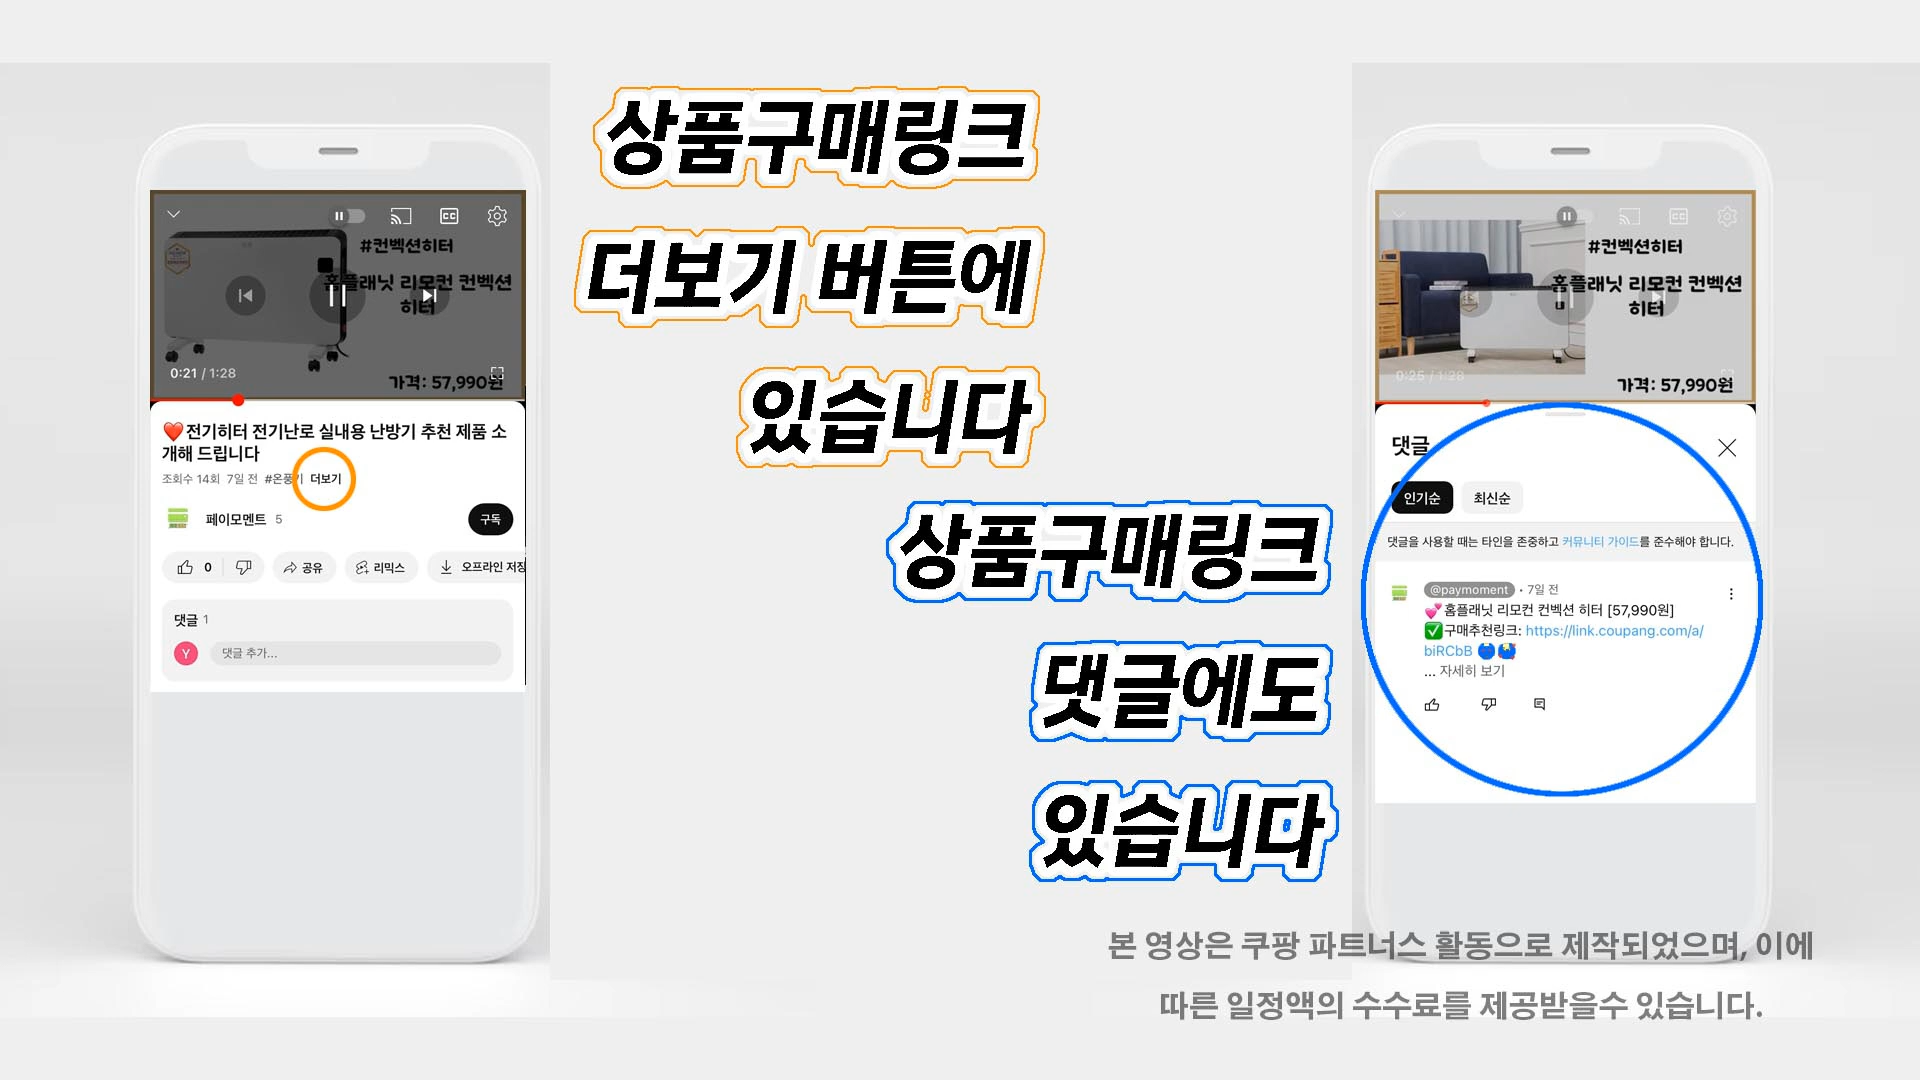 상품구매링크
더보기 버튼에
있습니다
상품구매링크
댓글에도
있습니다
#컨벡션히터
홈플래닛 리모컨 컨벡션
히터
0:21 / 1:28
가격: 57,990원
❤️전기히터 전기난로 실내용 난방기 추천 제품 소
개해 드립니다
조회수 14회 7일 전 #온풍기 더보기
페이모멘트 5
구독
0
공유
리믹스
오프라인 저장
댓글 1
Y
댓글 추가...
#컨벡션히터
홈플래닛 리모컨 컨벡션
히터
0:25 / 1:28
가격: 57,990원
댓글
인기순 최신순
댓글을 사용할 때는 타인을 존중하고 커뮤니티 가이드를 준수해야 합니다.
@paymoment • 7일 전
💕홈플래닛 리모컨 컨벡션 히터 [57,990원]
✅구매추천링크: https://link.coupang.com/a/
biRCbB
... 자세히 보기
본 영상은 쿠팡 파트너스 활동으로 제작되었으며, 이에
따른 일정액의 수수료를 제공받을수 있습니다.